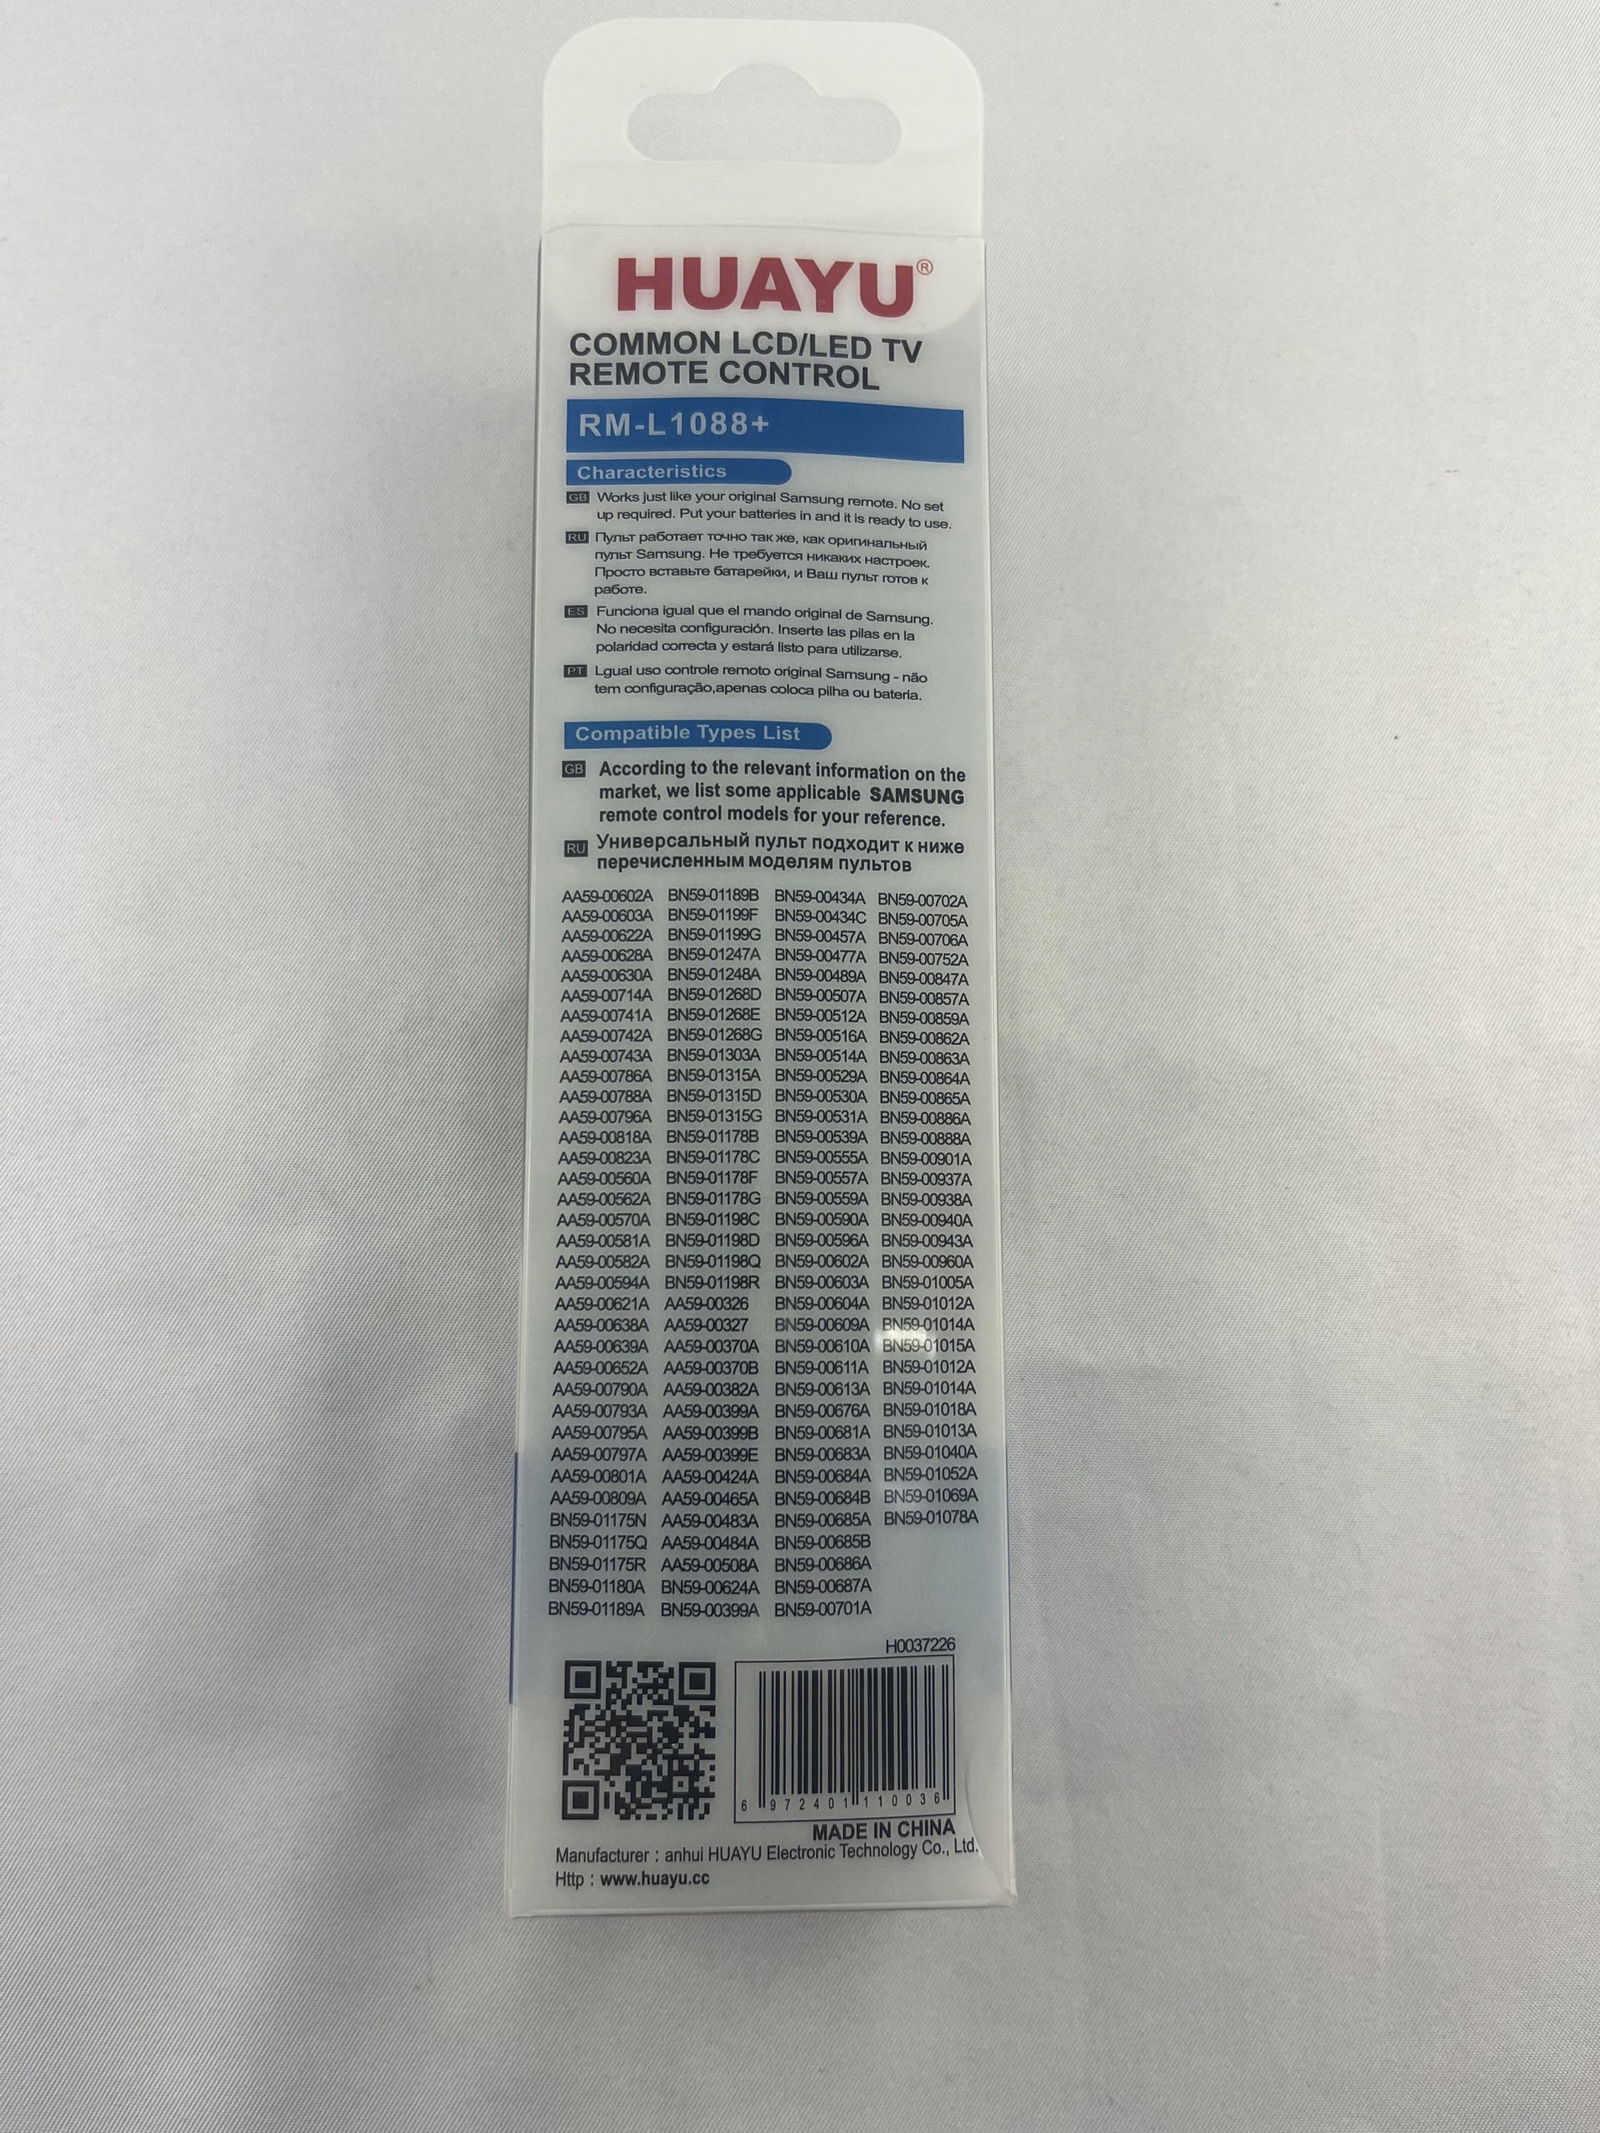 HUAYU®
COMMON LCD/LED TV
REMOTE CONTROL
RM-L1088+
Characteristics
GB Works just like your original Samsung remote. No set
up required. Put your batteries in and it is ready to use.
RU Пульт работает точно так же, как оригинальный
пульт Samsung. Не требуется никаких настроек.
Просто вставьте батарейки, и Ваш пульт готов к
работе.
ES Funciona igual que el mando original de Samsung.
No necesita configuración. Inserte las pilas en la
polaridad correcta y estará listo para utilizarse.
PT Lgual uso controle remoto original Samsung - não
tem configuração,apenas coloca pilha ou bateria.
Compatible Types List
GB According to the relevant information on the
market, we list some applicable SAMSUNG
remote control models for your reference.
RU Универсальный пульт подходит к ниже
перечисленным моделям пультов
AA59-00602A BN59-01189B BN59-00434A BN59-00702A
AA59-00603A BN59-01199F BN59-00434C BN59-00705A
AA59-00622A BN59-01199G BN59-00457A BN59-00706A
AA59-00628A BN59-01247A BN59-00477A BN59-00752A
AA59-00630A BN59-01248A BN59-00489A BN59-00847A
AA59-00714A BN59-01268D BN59-00507A BN59-00857A
AA59-00741A BN59-01268E BN59-00512A BN59-00859A
AA59-00742A BN59-01268G BN59-00516A BN59-00862A
AA59-00743A BN59-01303A BN59-00514A BN59-00863A
AA59-00786A BN59-01315A BN59-00529A BN59-00864A
AA59-00788A BN59-01315D BN59-00530A BN59-00865A
AA59-00796A BN59-01315G BN59-00531A BN59-00886A
AA59-00818A BN59-01178B BN59-00539A BN59-00888A
AA59-00823A BN59-01178C BN59-00555A BN59-00901A
AA59-00560A BN59-01178F BN59-00557A BN59-00937A
AA59-00562A BN59-01178G BN59-00559A BN59-00938A
AA59-00570A BN59-01198C BN59-00590A BN59-00940A
AA59-00581A BN59-01198D BN59-00596A BN59-00943A
AA59-00582A BN59-01198Q BN59-00602A BN59-00960A
AA59-00594A BN59-01198R BN59-00603A BN59-01005A
AA59-00621A AA59-00326 BN59-00604A BN59-01012A
AA59-00638A AA59-00327 BN59-00609A BN59-01014A
AA59-00639A AA59-00370A BN59-00610A BN59-01015A
AA59-00652A AA59-00370B BN59-00611A BN59-01012A
AA59-00790A AA59-00382A BN59-00613A BN59-01014A
AA59-00793A AA59-00399A BN59-00676A BN59-01018A
AA59-00795A AA59-00399B BN59-00681A BN59-01013A
AA59-00797A AA59-00399E BN59-00683A BN59-01040A
AA59-00801A AA59-00424A BN59-00684A BN59-01052A
AA59-00809A AA59-00465A BN59-00684B BN59-01069A
BN59-01175N AA59-00483A BN59-00685A BN59-01078A
BN59-01175Q AA59-00484A BN59-00685B
BN59-01175R AA59-00508A BN59-00686A
BN59-01180A BN59-00624A BN59-00687A
BN59-01189A BN59-00399A BN59-00701A
H0037226
6 972401 110036
MADE IN CHINA
Manufacturer : anhui HUAYU Electronic Technology Co., Ltd.
Http : www.huayu.cc